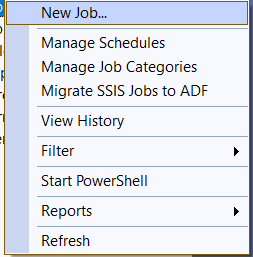 New Job...
Manage Schedules
Manage Job Categories
Migrate SSIS Jobs to ADF
View History
Filter
Start PowerShell
Reports
Refresh